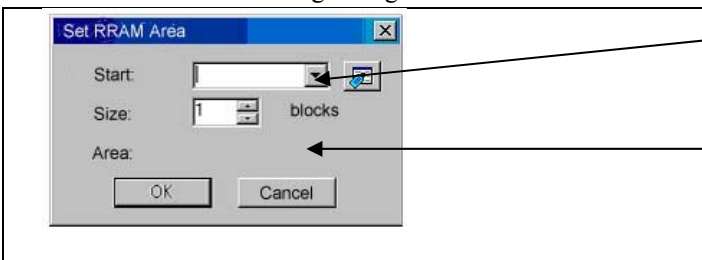 Set RRAM Area
Start:
Size: 1 blocks
Area:
OK Cancel